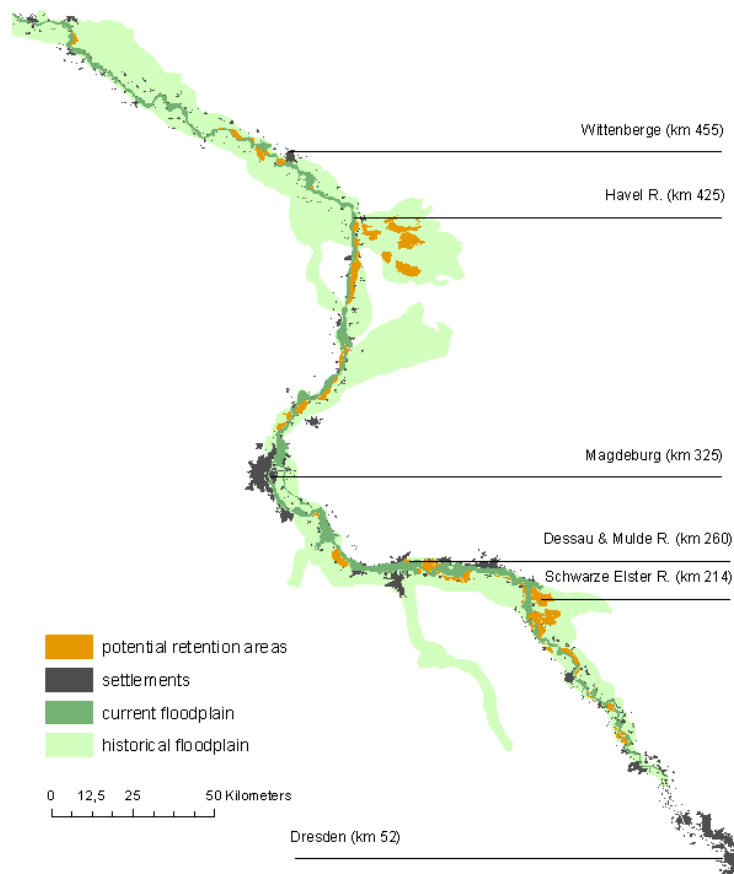 Wittenberge (km 455)
Havel R. (km 425)
Magdeburg (km 325)
Dessau & Mulde R. (km 260)
Schwarze Elster R. (km 214)
potential retention areas
settlements
current floodplain
historical floodplain
0 12,5 25 50 Kilometers
Dresden (km 52)